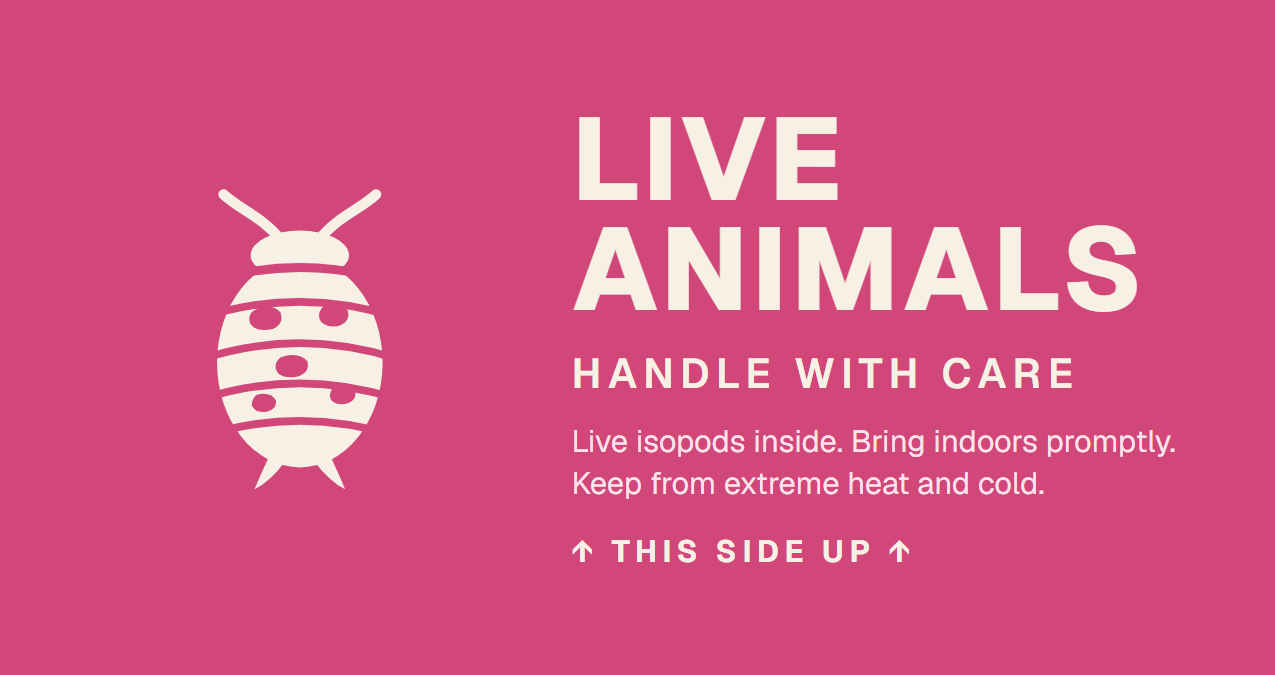 LIVE
ANIMALS
HANDLE WITH CARE
Live isopods inside. Bring indoors promptly.
Keep from extreme heat and cold.
↑ THIS SIDE UP ↑